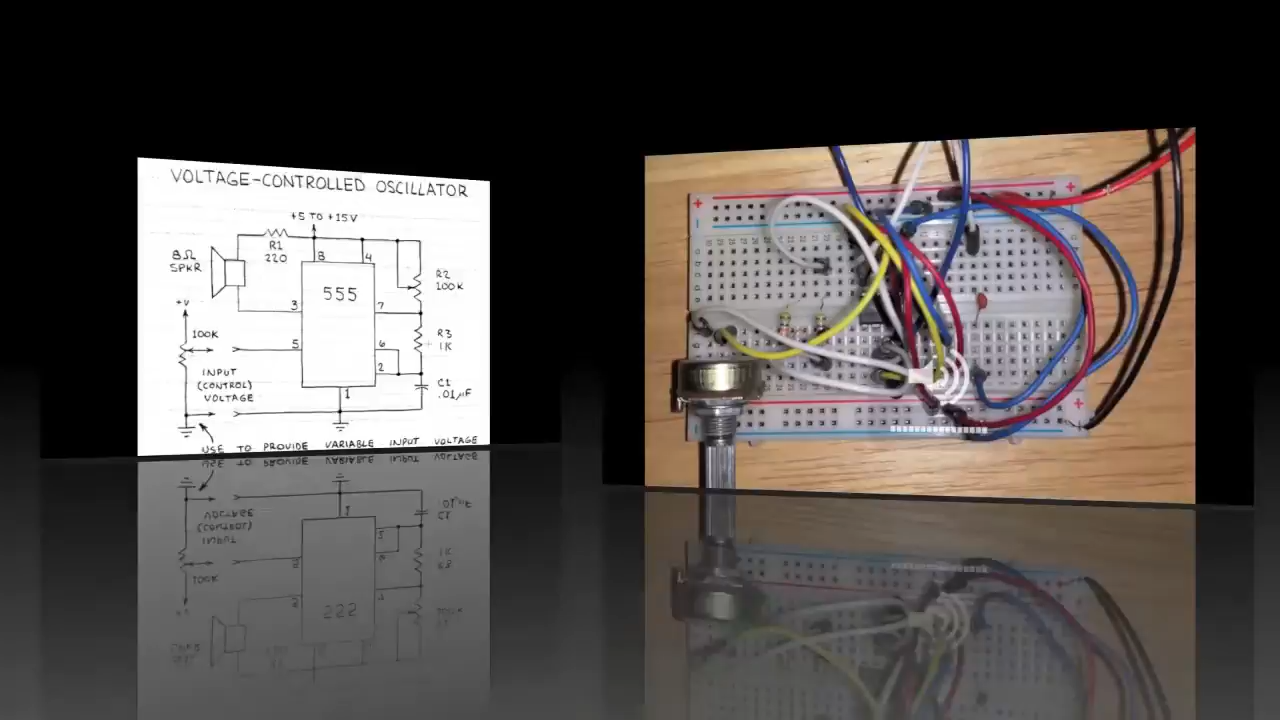 VOLTAGE-CONTROLLED OSCILLATOR
+5 TO +15V
R1
220
8Ω
SPKR
8
4
R2
100K
555
3
7
+V
100K
R3
1K
5
6
2
INPUT
(CONTROL)
VOLTAGE
1
C1
.01µF
USE TO PROVIDE VARIABLE INPUT VOLTAGE